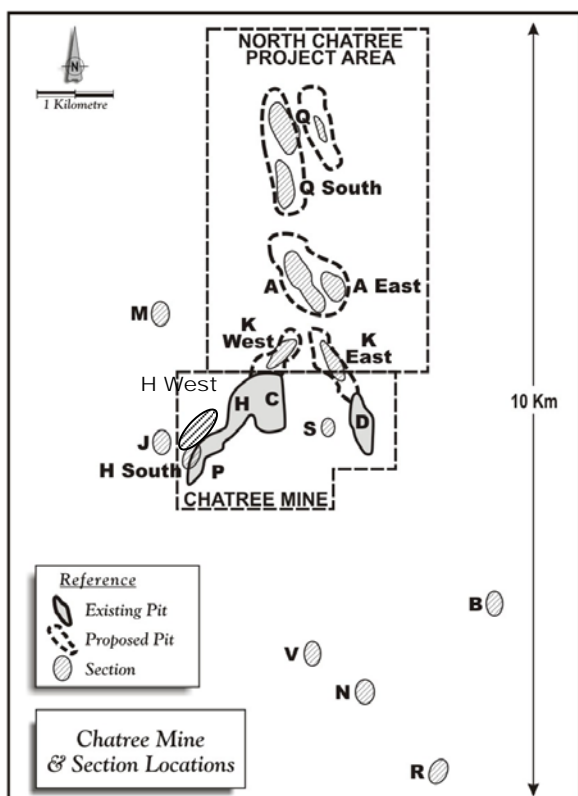 NORTH CHATREE
PROJECT AREA
N
1 Kilometre
Q
Q South
A
A East
M
K
West
K
East
H West
H
C
10 Km
J
S
D
H South
P
CHATREE MINE
Reference
Existing Pit
Proposed Pit
Section
B
V
N
Chatree Mine
& Section Locations
R